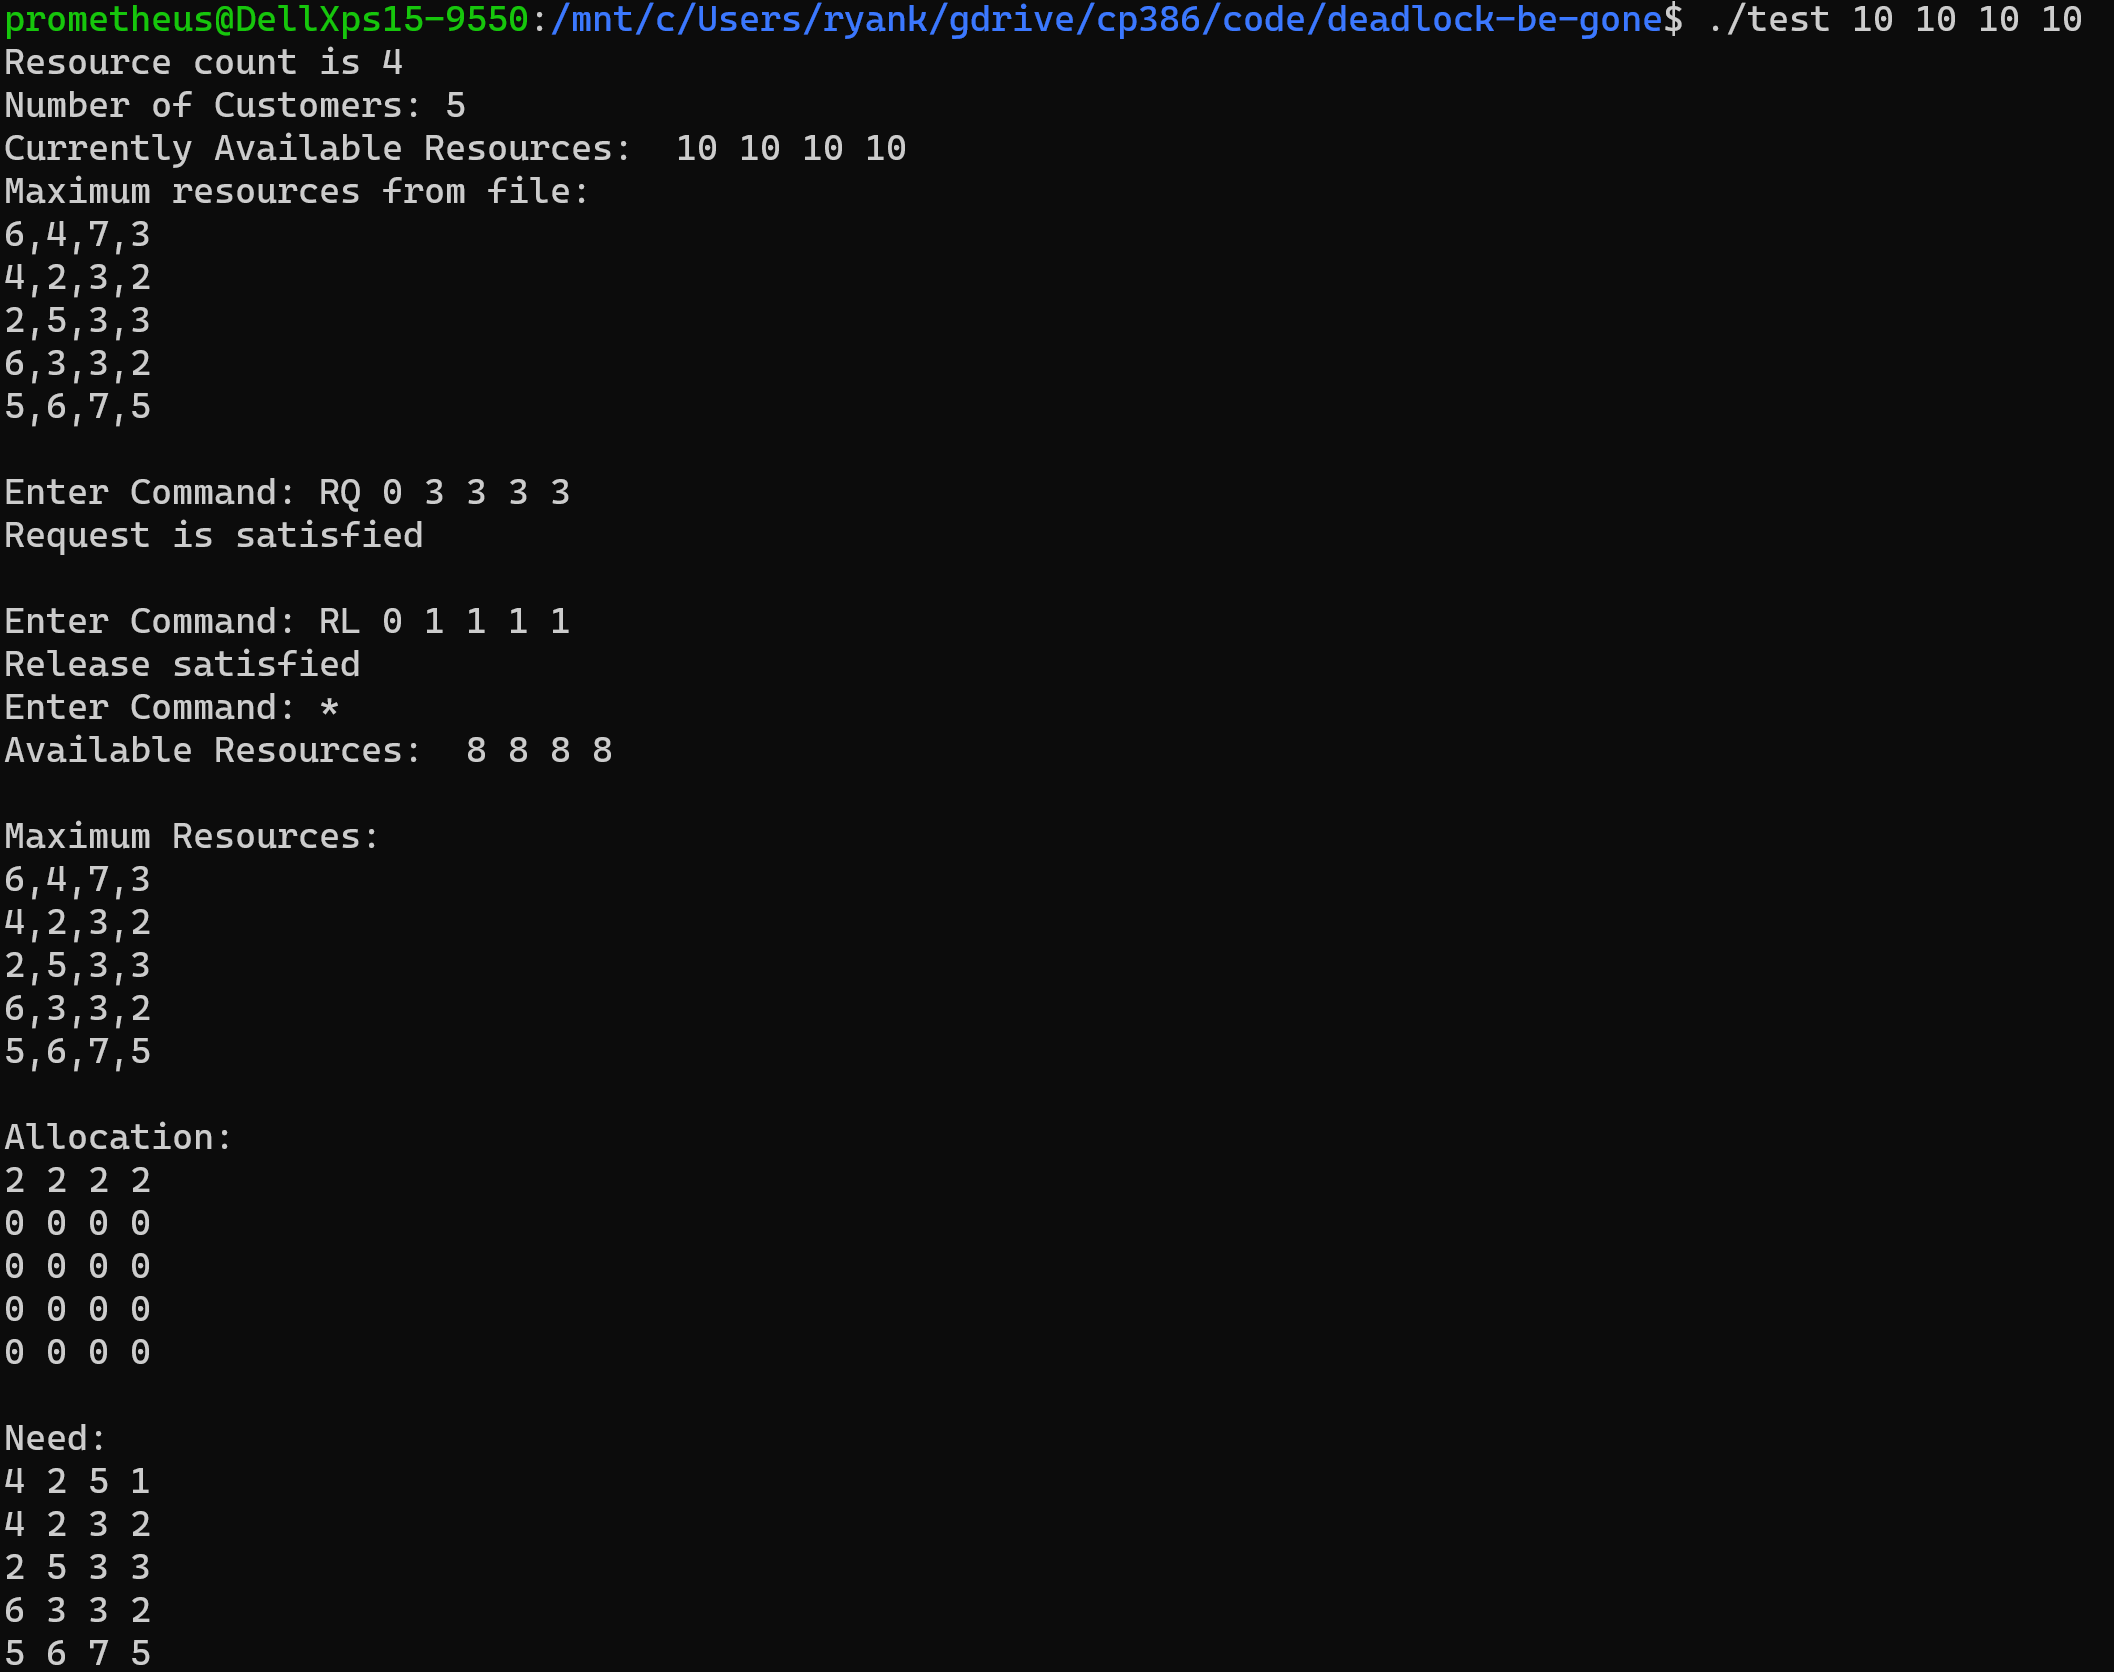 prometheus@DellXps15-9550:/mnt/c/Users/ryank/gdrive/cp386/code/deadlock-be-gone$ ./test 10 10 10 10
Resource count is 4
Number of Customers: 5
Currently Available Resources:  10 10 10 10
Maximum resources from file:
6,4,7,3
4,2,3,2
2,5,3,3
6,3,3,2
5,6,7,5

Enter Command: RQ 0 3 3 3 3
Request is satisfied

Enter Command: RL 0 1 1 1 1
Release satisfied
Enter Command: *
Available Resources:  8 8 8 8

Maximum Resources:
6,4,7,3
4,2,3,2
2,5,3,3
6,3,3,2
5,6,7,5

Allocation:
2 2 2 2
0 0 0 0
0 0 0 0
0 0 0 0
0 0 0 0

Need:
4 2 5 1
4 2 3 2
2 5 3 3
6 3 3 2
5 6 7 5